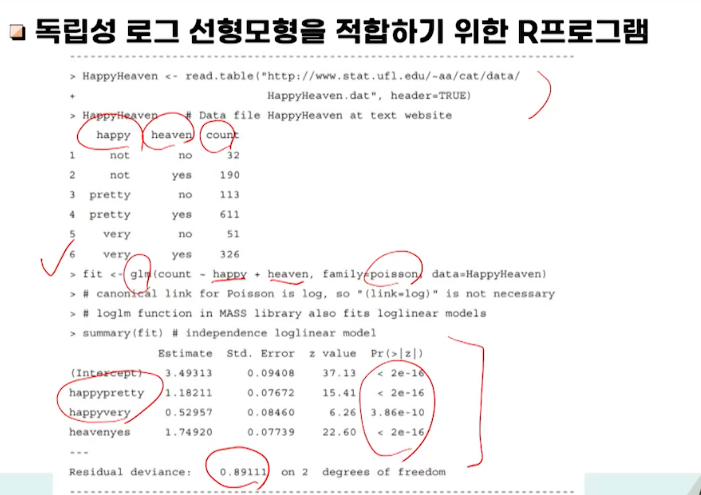 독립성 로그 선형모형을 적합하기 위한 R프로그램
> HappyHeaven <- read.table("http://www.stat.ufl.edu/~aa/cat/data/
+ HappyHeaven.dat", header=TRUE)
> HappyHeaven # Data file HappyHeaven at text website
happy heaven count
1 not no 32
2 not yes 190
3 pretty no 113
4 pretty yes 611
5 very no 51
6 very yes 326
> fit <- glm(count ~ happy + heaven, family=poisson, data=HappyHeaven)
> # canonical link for Poisson is log, so "(link=log)" is not necessary
> # loglm function in MASS library also fits loglinear models
> summary(fit) # independence loglinear model
Estimate Std. Error z value Pr(>|z|)
(Intercept) 3.49313 0.09408 37.13 < 2e-16
happypretty 1.18211 0.07672 15.41 < 2e-16
happyvery 0.52957 0.08460 6.26 3.86e-10
heavenyes 1.74920 0.07739 22.60 < 2e-16
---
Residual deviance: 0.89111 on 2 degrees of freedom